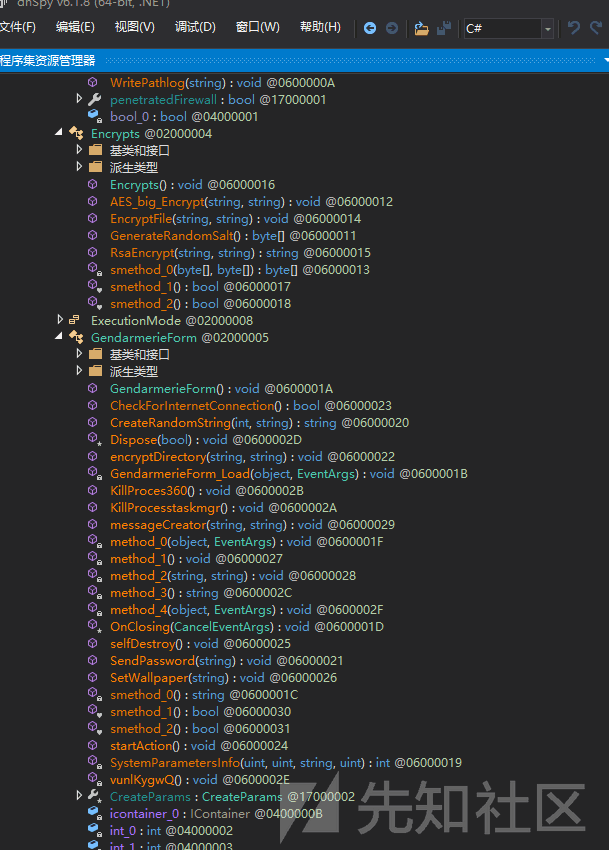 dnSpy v6.1.8 (64-bit, .NET)
文件(F) 编辑(E) 视图(V) 调试(D) 窗口(W) 帮助(H) C#
程序集资源管理器
WritePathlog(string) : void @0600000A
penetratedFirewall : bool @17000001
bool_0 : bool @04000001
Encrypts @02000004
基类和接口
派生类型
Encrypts() : void @06000016
AES_big_Encrypt(string, string) : void @06000012
EncryptFile(string, string) : void @06000014
GenerateRandomSalt() : byte[] @06000011
RsaEncrypt(string, string) : string @06000015
smethod_0(byte[], byte[]) : byte[] @06000013
smethod_1() : bool @06000017
smethod_2() : bool @06000018
ExecutionMode @02000008
GendarmerieForm @02000005
基类和接口
派生类型
GendarmerieForm() : void @0600001A
CheckForInternetConnection() : bool @06000023
CreateRandomString(int, string) : string @06000020
Dispose(bool) : void @0600002D
encryptDirectory(string, string) : void @06000022
GendarmerieForm_Load(object, EventArgs) : void @0600001B
KillProces360() : void @0600002B
KillProcesstaskmgr() : void @0600002A
messageCreator(string, string) : void @06000029
method_0(object, EventArgs) : void @0600001F
method_1() : void @06000027
method_2(string, string) : void @06000028
method_3() : string @0600002C
method_4(object, EventArgs) : void @0600002F
OnClosing(CancelEventArgs) : void @0600001D
selfDestroy() : void @06000025
SendPassword(string) : void @06000021
SetWallpaper(string) : void @06000026
smethod_0() : string @0600001C
smethod_1() : bool @06000030
smethod_2() : bool @06000031
startAction() : void @06000024
SystemParametersInfo(uint, uint, string, uint) : int @06000019
vunlKygwQ() : void @0600002E
CreateParams : CreateParams @17000002
icontainer_0 : IContainer @0400000B
int_0 : int @04000002
int_1 : int @04000003
先知社区